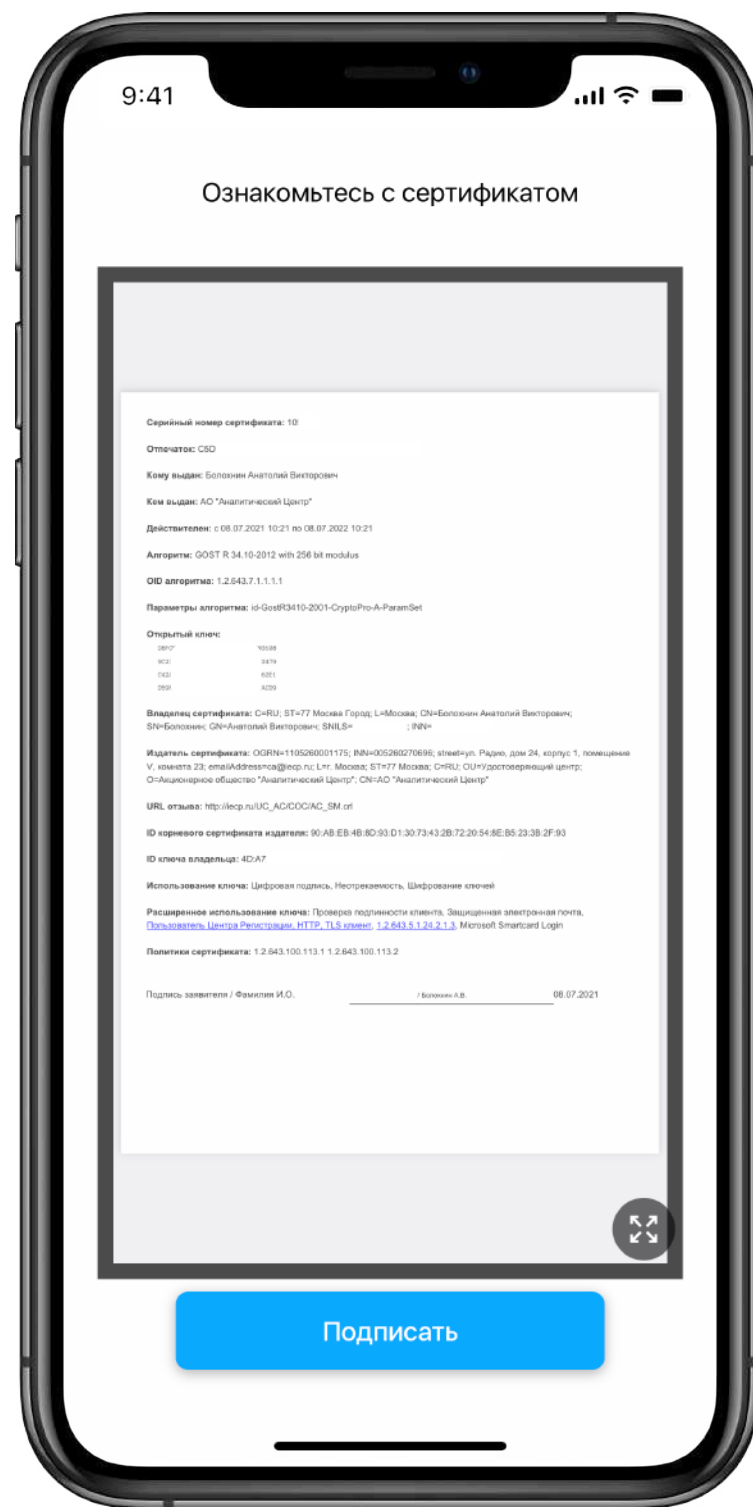 9:41
Ознакомьтесь с сертификатом
Серийный номер сертификата: 10
Отпечаток: C6D
Кому выдан: Болохнин Анатолий Викторович
Кем выдан: АО "Аналитический Центр"
Действителен: с 08.07.2021 10:21 по 08.07.2022 10:21
Алгоритм: GOST R 34.10-2012 with 256 bit modulus
OID алгоритма: 1.2.643.7.1.1.1.1
Параметры алгоритма: id-GostR3410-2001-CryptoPro-A-ParamSet
Открытый ключ:
Владелец сертификата: C=RU; ST=77 Москва Город; L=Москва; CN=Болохнин Анатолий Викторович;
SN=Болохнин; GN=Анатолий Викторович; SNILS= ; INN=
Издатель сертификата: OGRN=1105260001175; INN=005260270696; street=ул. Радио, дом 24, корпус 1, помещение
V, комната 23; emailAddress=ca@iecp.ru; L=г. Москва; ST=77 Москва; C=RU; OU=Удостоверяющий центр;
O=Акционерное общество "Аналитический Центр"; CN=АО "Аналитический Центр"
URL отзыва: http://iecp.ru/UC_AC/COC/AC_SM.crl
ID корневого сертификата издателя: 90:AB:EB:4B:8D:93:D1:30:73:43:2B:72:20:54:8E:B5:23:3B:2F:93
ID ключа владельца: 4D:A7
Использование ключа: Цифровая подпись, Неотрекаемость, Шифрование ключей
Расширенное использование ключа: Проверка подлинности клиента, Защищенная электронная почта,
Пользователь Центра Регистрации, HTTP, TLS клиент, 1.2.643.5.1.24.2.1.3, Microsoft Smartcard Login
Политики сертификата: 1.2.643.100.113.1 1.2.643.100.113.2
Подпись заявителя / Фамилия И.О. / Болохнин А.В. 08.07.2021
Подписать